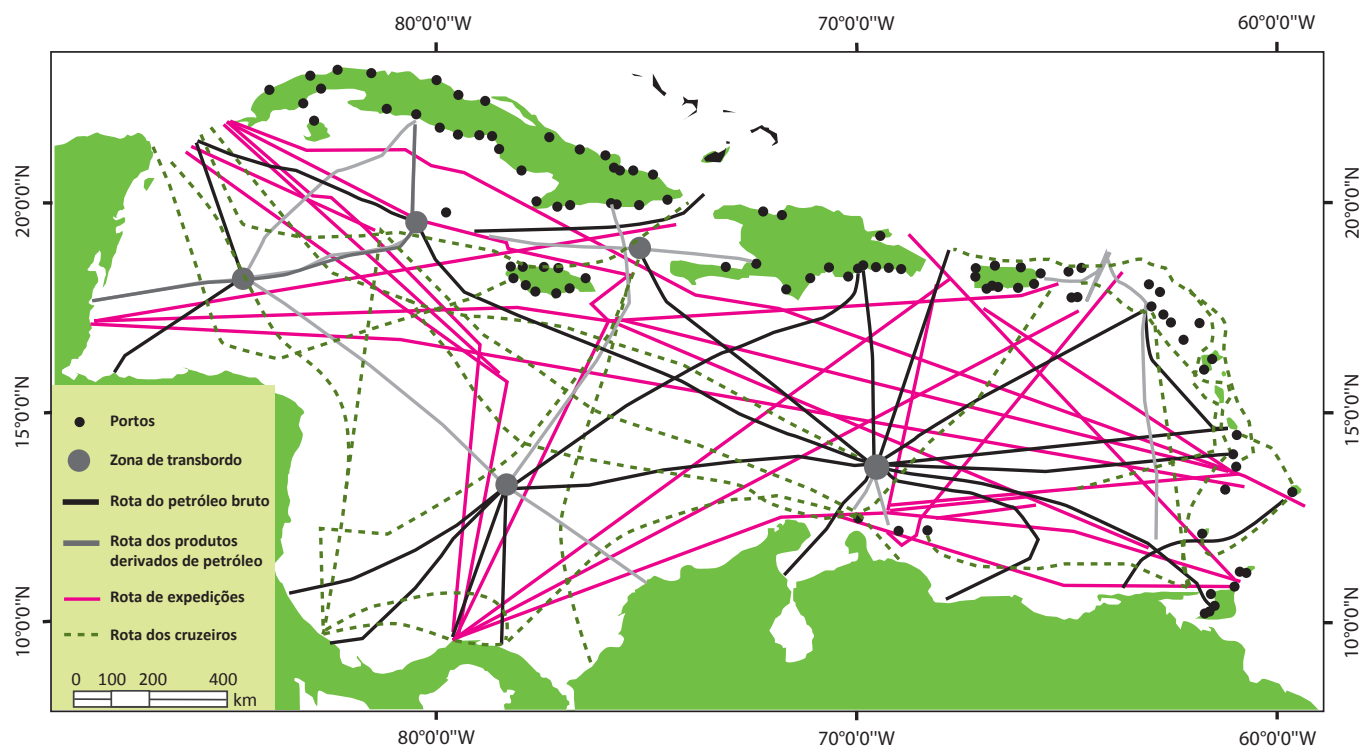 80°0'0''W 70°0'0''W 60°0'0''W
20°0'0''N 20°0'0''N
15°0'0''N 15°0'0''N
Portos
Zona de transbordo
Rota do petróleo bruto
Rota dos produtos
derivados de petróleo
Rota de expedições
Rota dos cruzeiros
10°0'0''N 10°0'0''N
0 100 200 400
km
80°0'0''W 70°0'0''W 60°0'0''W